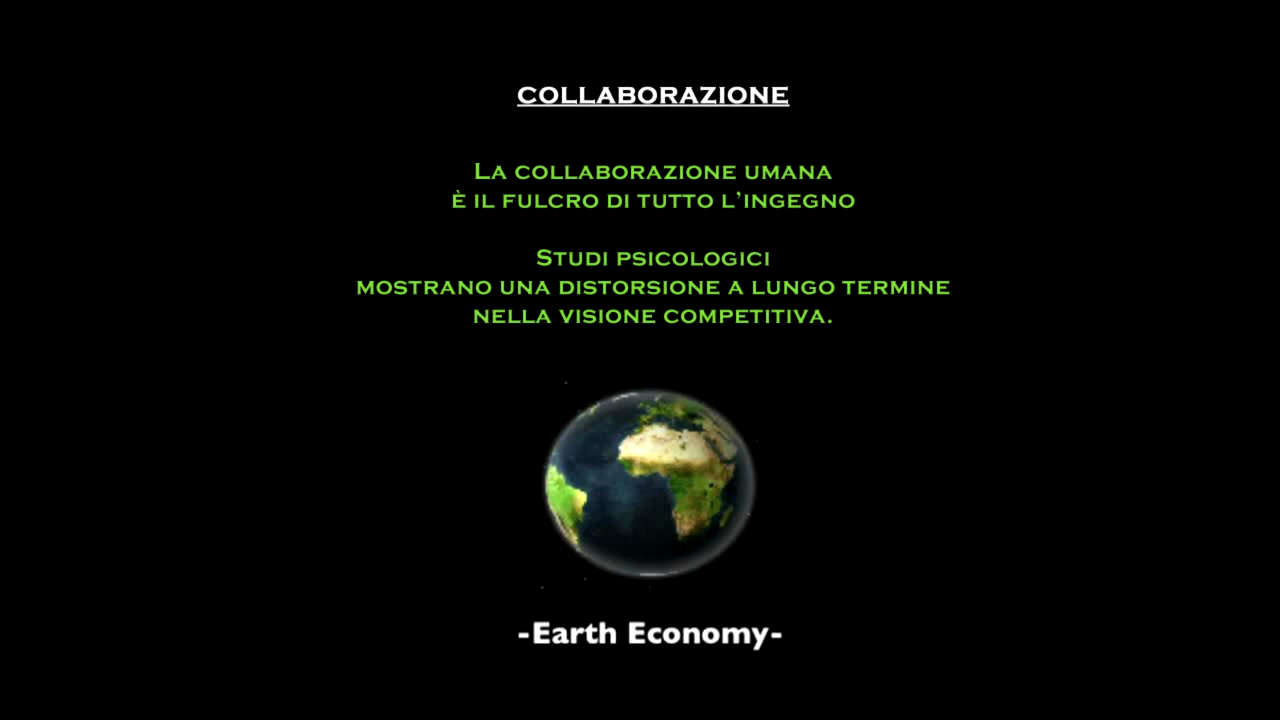 COLLABORAZIONE
LA COLLABORAZIONE UMANA
È IL FULCRO DI TUTTO L’INGEGNO
STUDI PSICOLOGICI
MOSTRANO UNA DISTORSIONE A LUNGO TERMINE
NELLA VISIONE COMPETITIVA.
-Earth Economy-